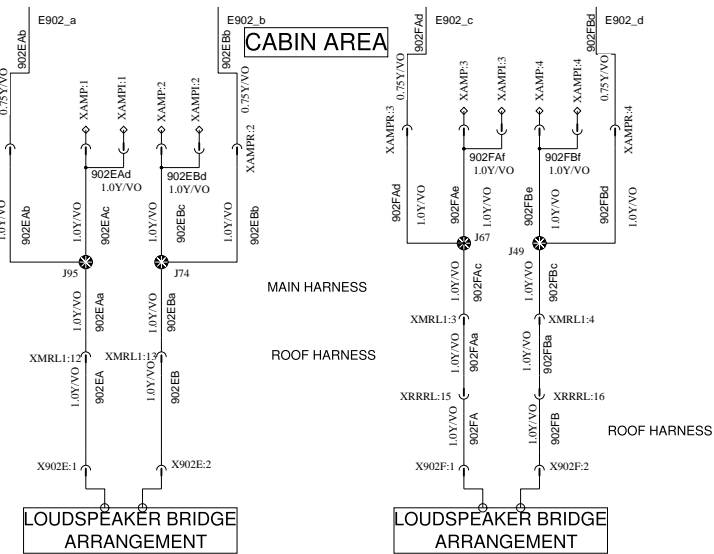 E902_a
E902_b
E902_c
E902_d
CABIN AREA
902EAb
902EBb
902FAd
902FBd
0.75Y/VO
0.75Y/VO
0.75Y/VO
0.75Y/VO
XAMP:1
XAMPI:1
XAMP:2
XAMPI:2
XAMPR:2
XAMPR:3
XAMP:3
XAMPI:3
XAMP:4
XAMPI:4
XAMPR:4
902EAd
1.0Y/VO
902EBd
1.0Y/VO
902FAf
1.0Y/VO
902FBf
1.0Y/VO
1.0Y/VO
902EAb
1.0Y/VO
902EAc
1.0Y/VO
902EBc
1.0Y/VO
902EBb
902FAd
1.0Y/VO
902FAe
1.0Y/VO
902FBe
1.0Y/VO
902FBd
1.0Y/VO
J95
J74
J67
J49
MAIN HARNESS
1.0Y/VO
902EAa
1.0Y/VO
902EBa
1.0Y/VO
902FAc
1.0Y/VO
902FBc
XMRL1:3
XMRL1:4
ROOF HARNESS
XMRL1:12
XMRL1:13
1.0Y/VO
902EA
1.0Y/VO
902EB
1.0Y/VO
902FAa
1.0Y/VO
902FBa
XRRRL:15
XRRRL:16
1.0Y/VO
902FA
1.0Y/VO
902FB
ROOF HARNESS
X902E:1
X902E:2
X902F:1
X902F:2
LOUDSPEAKER BRIDGE
ARRANGEMENT
LOUDSPEAKER BRIDGE
ARRANGEMENT